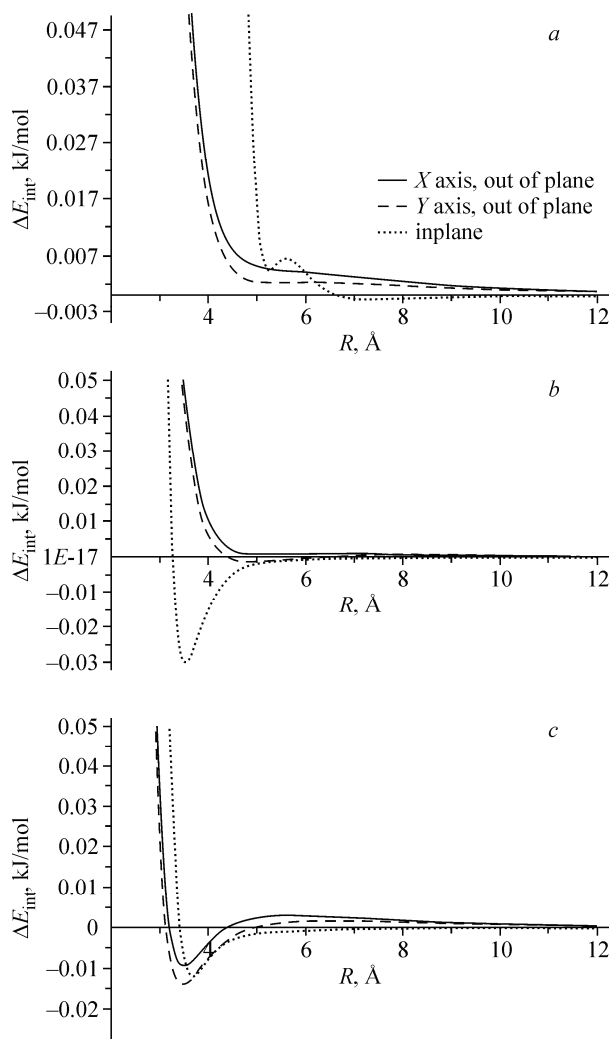 a
0.047
0.037
0.027
0.017
0.007
−0.003
ΔE_int, kJ/mol
X axis, out of plane
Y axis, out of plane
inplane
4 6 8 10 12
R, Å
b
0.05
0.04
0.03
0.02
0.01
1E-17
−0.01
−0.02
−0.03
ΔE_int, kJ/mol
4 6 8 10 12
R, Å
c
0.05
0.04
0.03
0.02
0.01
0
−0.01
−0.02
ΔE_int, kJ/mol
4 6 8 10 12
R, Å